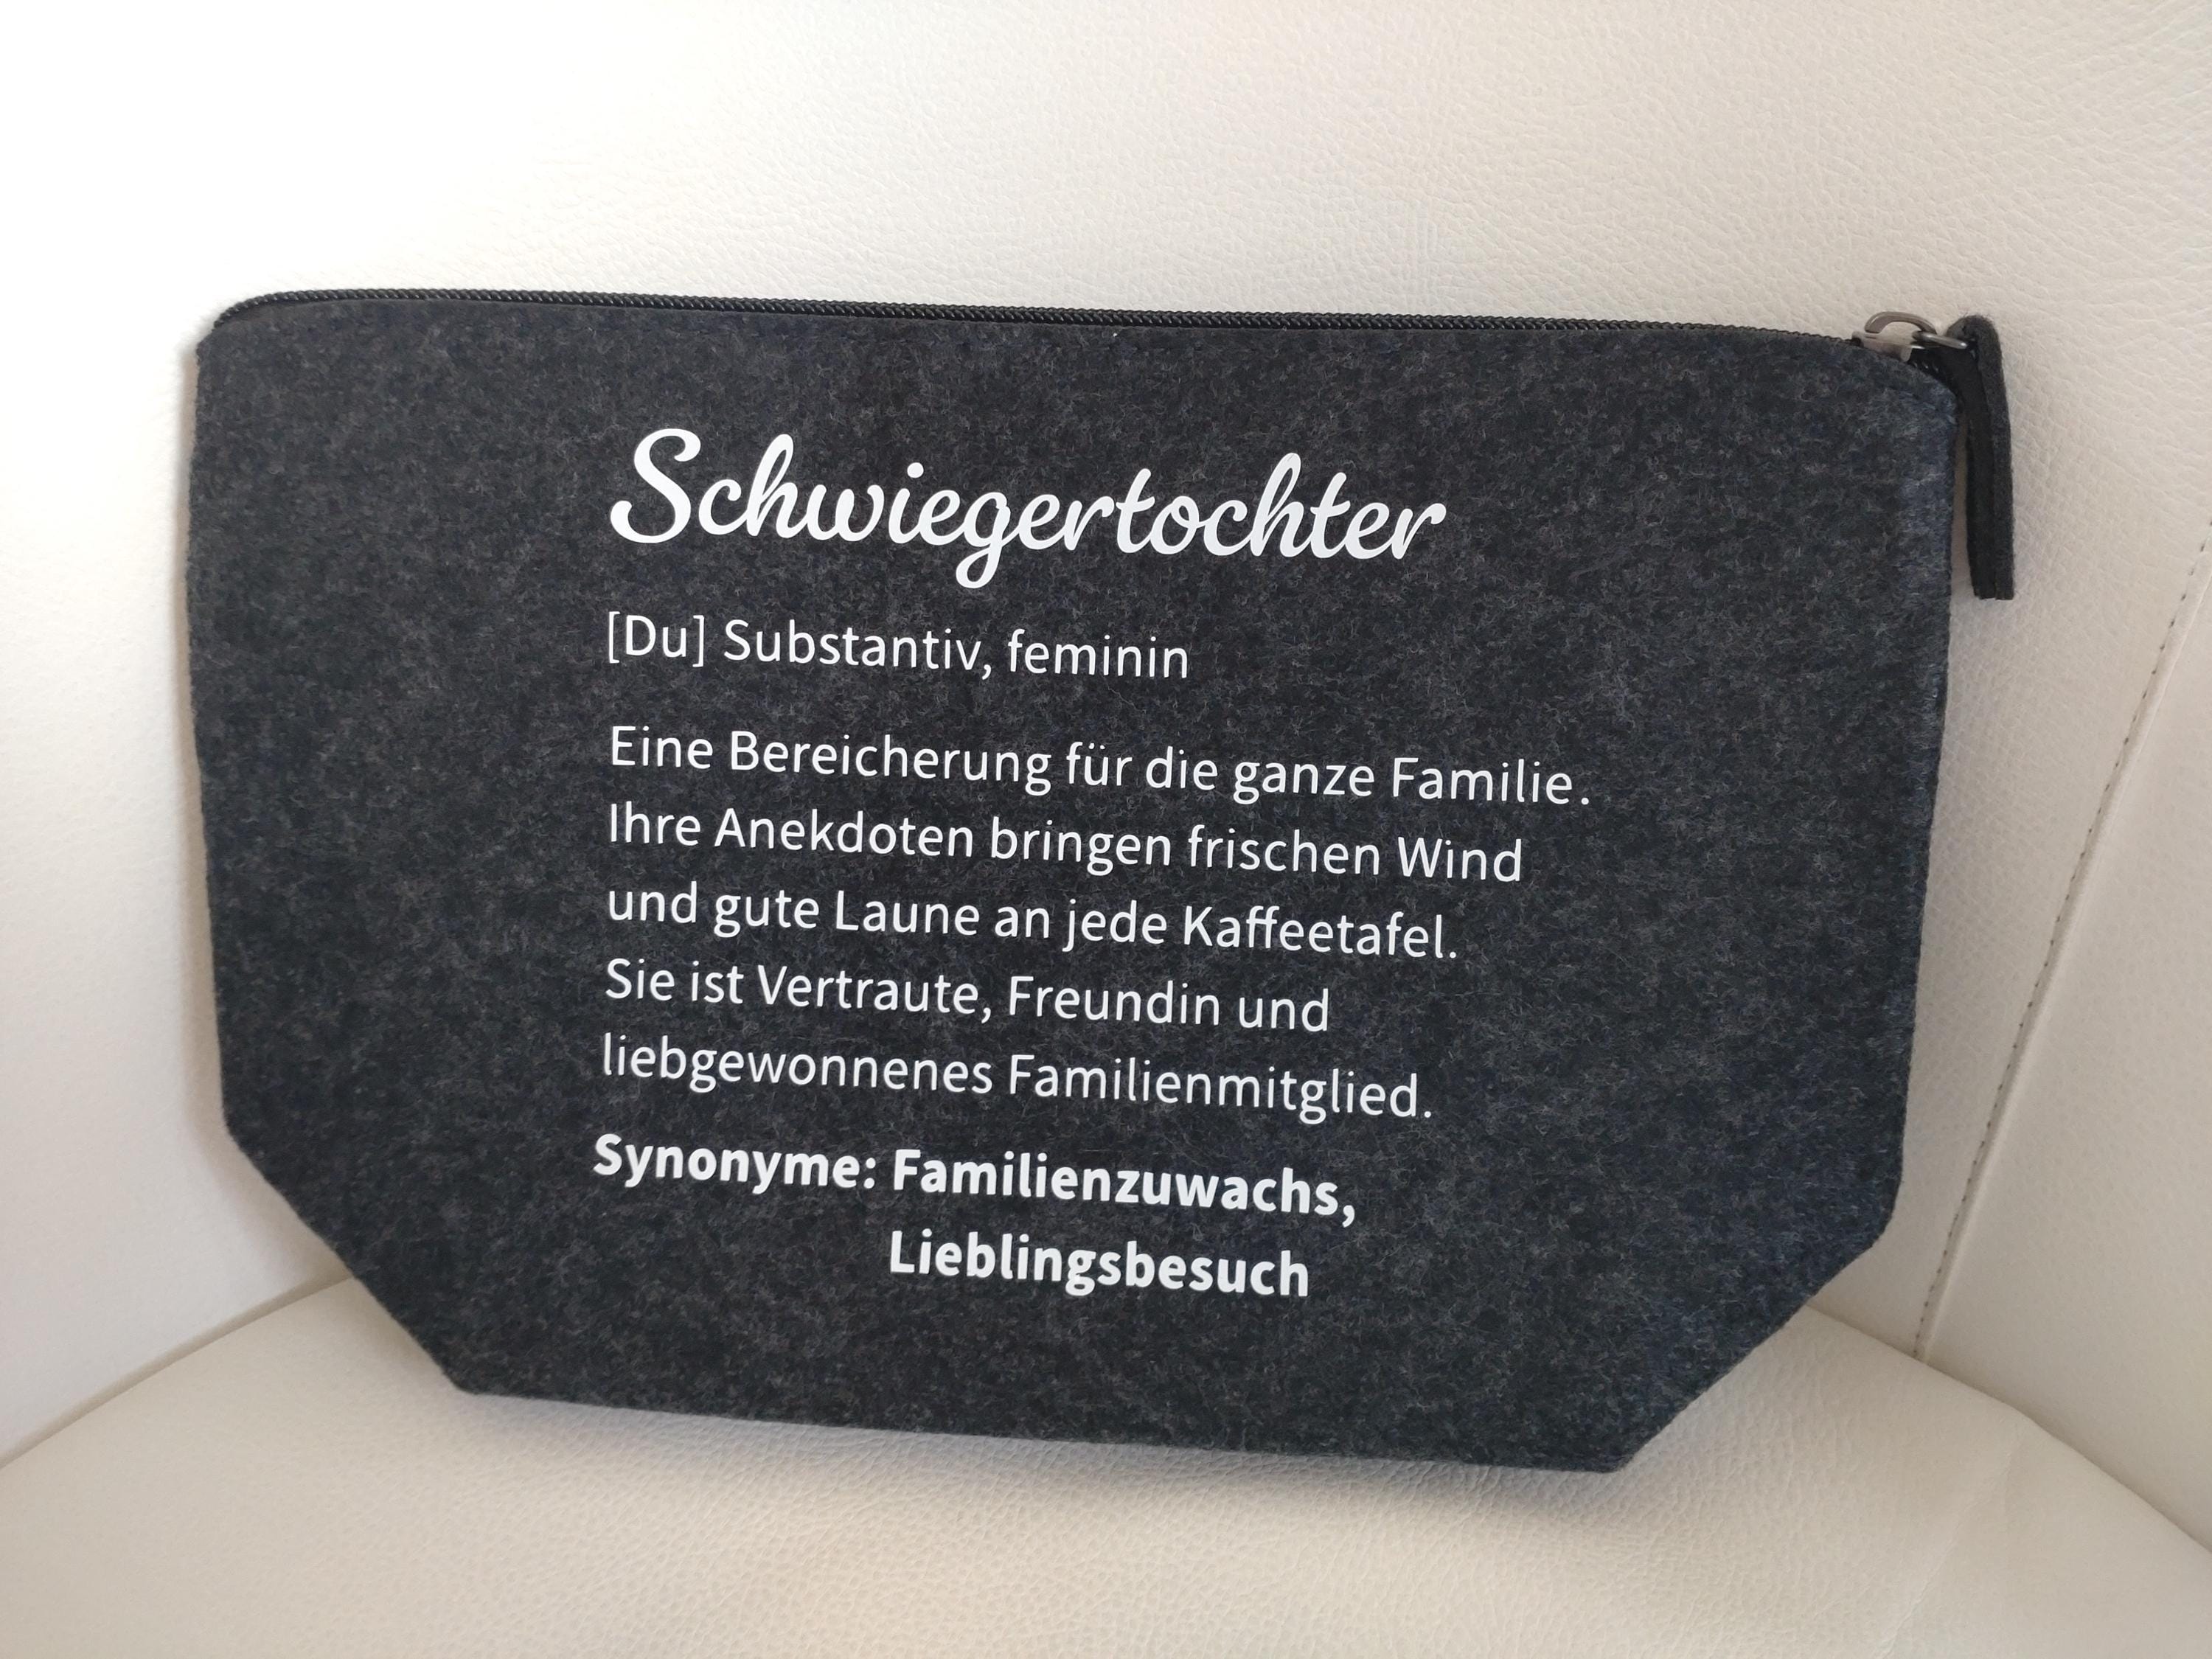 Schwiegertochter
[Du] Substantiv, feminin
Eine Bereicherung für die ganze Familie.
Ihre Anekdoten bringen frischen Wind
und gute Laune an jede Kaffeetafel.
Sie ist Vertraute, Freundin und
liebgewonnenes Familienmitglied.
Synonyme: Familienzuwachs,
Lieblingsbesuch